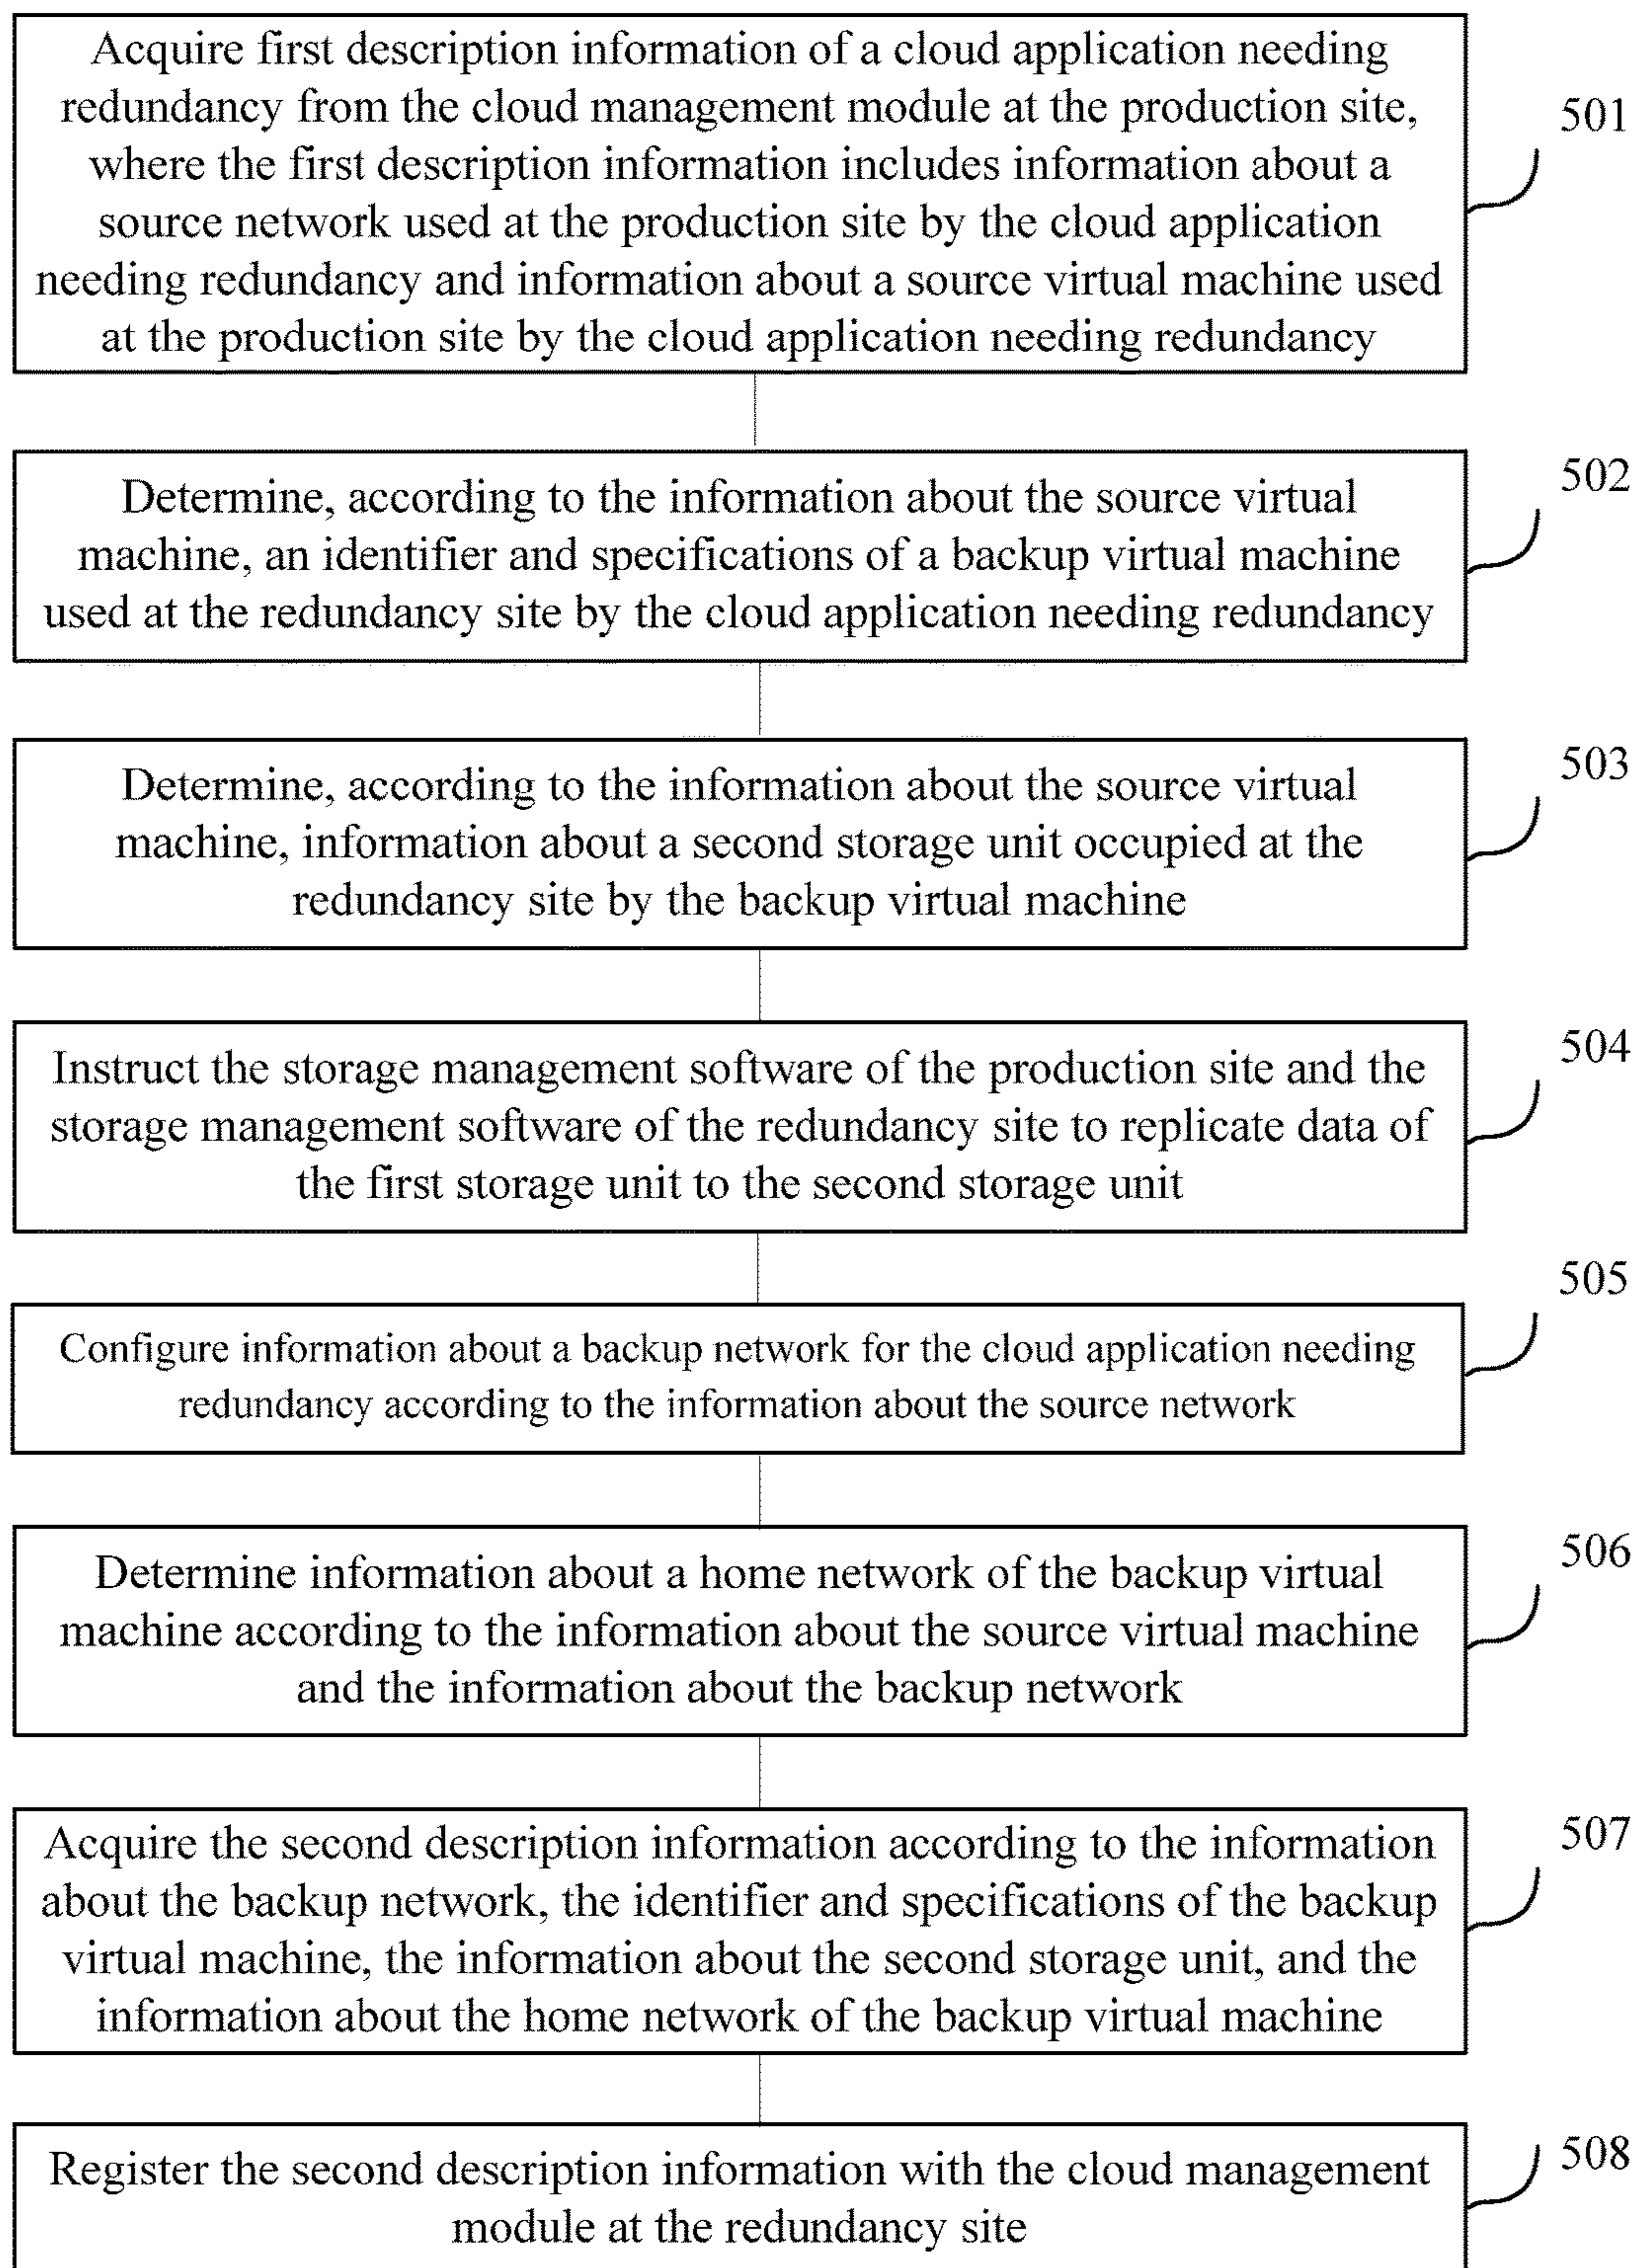 Acquire first description information of a cloud application needing
redundancy from the cloud management module at the production site,
where the first description information includes information about a
source network used at the production site by the cloud application
needing redundancy and information about a source virtual machine used
at the production site by the cloud application needing redundancy
501
Determine, according to the information about the source virtual
machine, an identifier and specifications of a backup virtual machine
used at the redundancy site by the cloud application needing redundancy
502
Determine, according to the information about the source virtual
machine, information about a second storage unit occupied at the
redundancy site by the backup virtual machine
503
Instruct the storage management software of the production site and the
storage management software of the redundancy site to replicate data of
the first storage unit to the second storage unit
504
Configure information about a backup network for the cloud application needing
redundancy according to the information about the source network
505
Determine information about a home network of the backup virtual
machine according to the information about the source virtual machine
and the information about the backup network
506
Acquire the second description information according to the information
about the backup network, the identifier and specifications of the backup
virtual machine, the information about the second storage unit, and the
information about the home network of the backup virtual machine
507
Register the second description information with the cloud management
module at the redundancy site
508